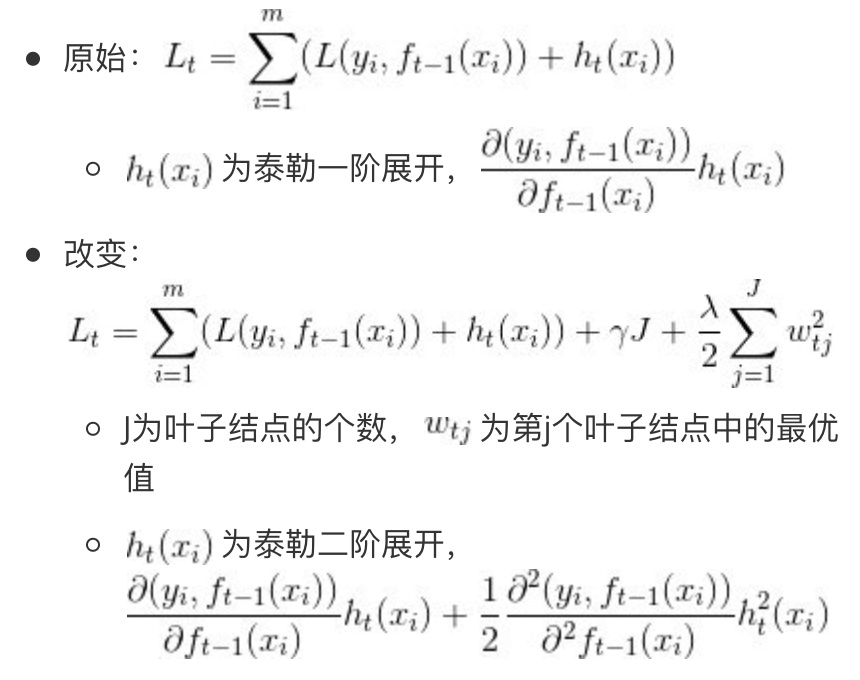 • 原始： $L_t = \sum_{i=1}^{m}(L(y_i, f_{t-1}(x_i)) + h_t(x_i))$
○ $h_t(x_i)$ 为泰勒一阶展开， $\frac{\partial(y_i, f_{t-1}(x_i))}{\partial f_{t-1}(x_i)}h_t(x_i)$
• 改变：
$L_t = \sum_{i=1}^{m}(L(y_i, f_{t-1}(x_i)) + h_t(x_i)) + \gamma J + \frac{\lambda}{2}\sum_{j=1}^{J} w_{tj}^2$
○ J为叶子结点的个数， $w_{tj}$ 为第j个叶子结点中的最优
值
○ $h_t(x_i)$ 为泰勒二阶展开，
$\frac{\partial(y_i, f_{t-1}(x_i))}{\partial f_{t-1}(x_i)}h_t(x_i) + \frac{1}{2}\frac{\partial^2(y_i, f_{t-1}(x_i))}{\partial^2 f_{t-1}(x_i)}h_t^2(x_i)$